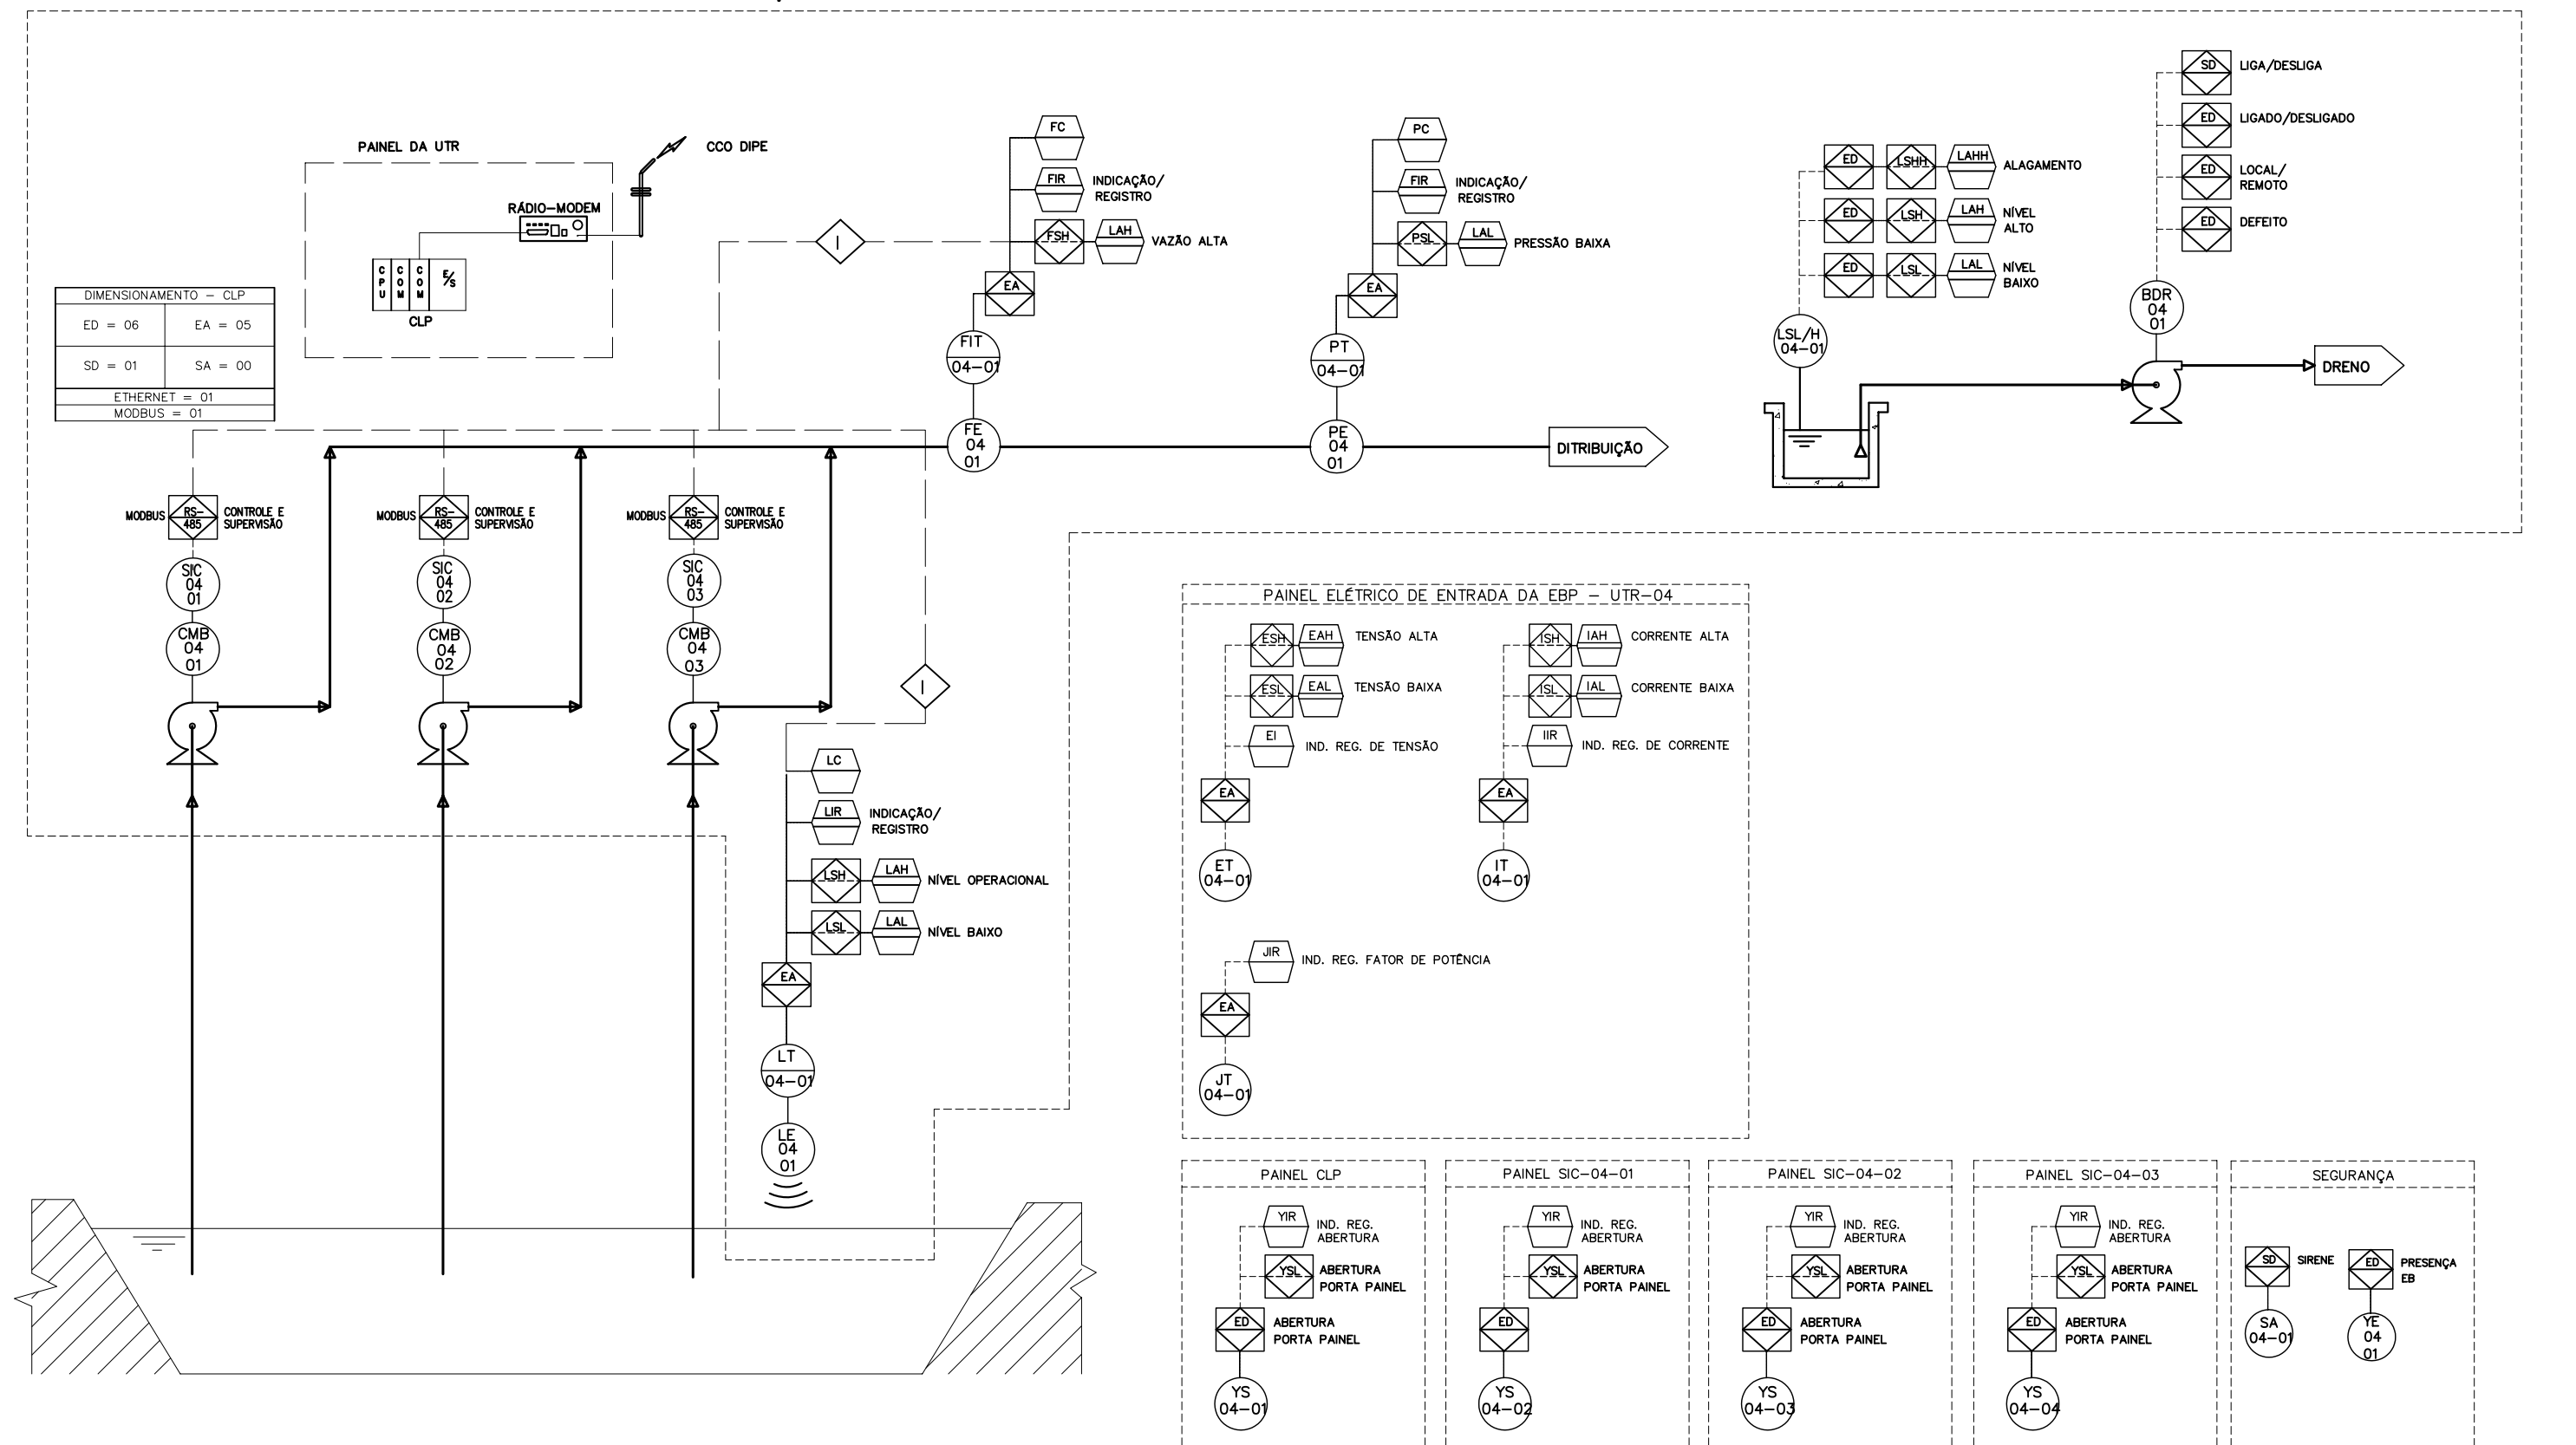 PAINEL DA UTR
CCO DIPE
RÁDIO-MODEM
CPU
COM
COM
E/S
CLP
DIMENSIONAMENTO - CLP
ED = 06
EA = 05
SD = 01
SA = 00
ETHERNET = 01
MODBUS = 01
FC
FIR
INDICAÇÃO/
REGISTRO
FSH
LAH
VAZÃO ALTA
EA
FIT
04-01
FE
04
01
I
PC
FIR
INDICAÇÃO/
REGISTRO
PSL
LAL
PRESSÃO BAIXA
EA
PT
04-01
PE
04
01
DITRIBUIÇÃO
ED
LSHH
LAHH
ALAGAMENTO
ED
LSH
LAH
NÍVEL
ALTO
ED
LSL
LAL
NÍVEL
BAIXO
LSL/H
04-01
SD
LIGA/DESLIGA
ED
LIGADO/DESLIGADO
ED
LOCAL/
REMOTO
ED
DEFEITO
BDR
04
01
DRENO
MODBUS
RS-
485
CONTROLE E
SUPERVISÃO
SIC
04
01
CMB
04
01
MODBUS
RS-
485
CONTROLE E
SUPERVISÃO
SIC
04
02
CMB
04
02
MODBUS
RS-
485
CONTROLE E
SUPERVISÃO
SIC
04
03
CMB
04
03
I
LC
LIR
INDICAÇÃO/
REGISTRO
LSH
LAH
NÍVEL OPERACIONAL
LSL
LAL
NÍVEL BAIXO
EA
LT
04-01
LE
04
01
PAINEL ELÉTRICO DE ENTRADA DA EBP - UTR-04
ESH
EAH
TENSÃO ALTA
ESL
EAL
TENSÃO BAIXA
EI
IND. REG. DE TENSÃO
EA
ET
04-01
ISH
IAH
CORRENTE ALTA
ISL
IAL
CORRENTE BAIXA
IIR
IND. REG. DE CORRENTE
EA
IT
04-01
JIR
IND. REG. FATOR DE POTÊNCIA
EA
JT
04-01
PAINEL CLP
YIR
IND. REG.
ABERTURA
YSL
ABERTURA
PORTA PAINEL
ED
ABERTURA
PORTA PAINEL
YS
04-01
PAINEL SIC-04-01
YIR
IND. REG.
ABERTURA
YSL
ABERTURA
PORTA PAINEL
ED
YS
04-02
PAINEL SIC-04-02
YIR
IND. REG.
ABERTURA
YSL
ABERTURA
PORTA PAINEL
ED
ABERTURA
PORTA PAINEL
YS
04-03
PAINEL SIC-04-03
YIR
IND. REG.
ABERTURA
YSL
ABERTURA
PORTA PAINEL
ED
ABERTURA
PORTA PAINEL
YS
04-04
SEGURANÇA
SD
SIRENE
SA
04-01
ED
PRESENÇA
EB
YE
04
01